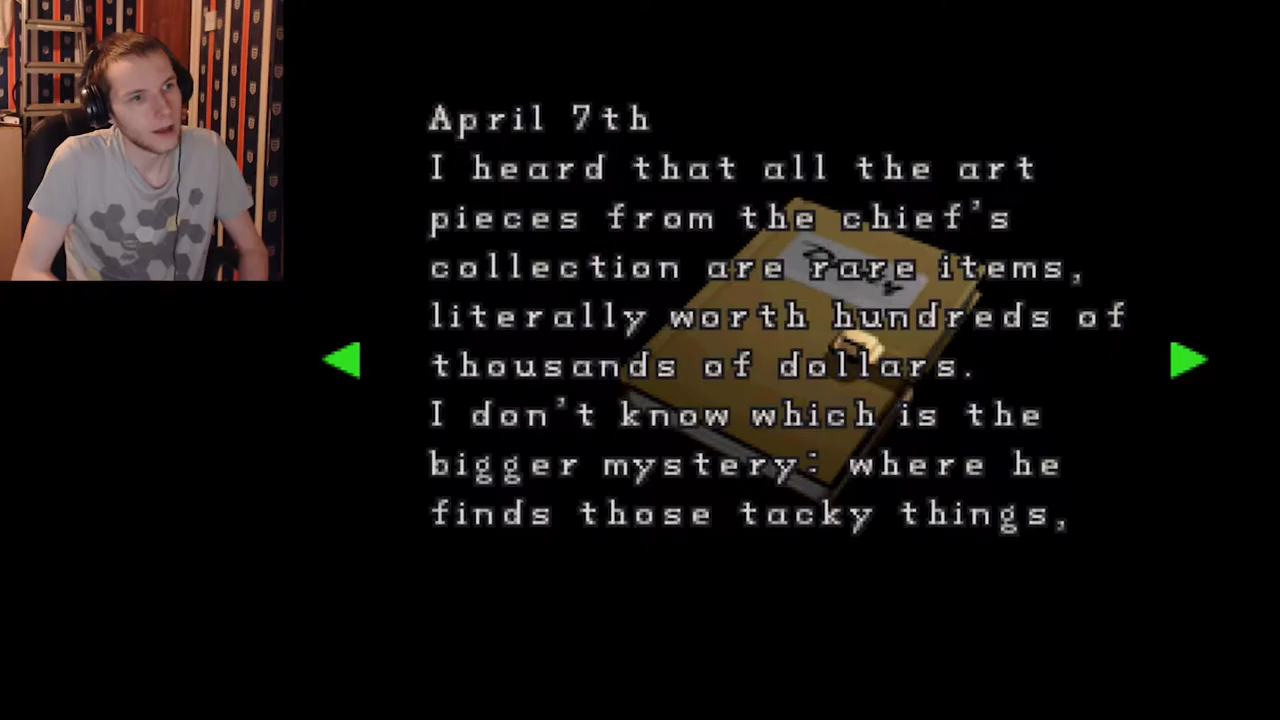 April 7th
I heard that all the art
pieces from the chief's
collection are rare items,
literally worth hundreds of
thousands of dollars.
I don't know which is the
bigger mystery: where he
finds those tacky things,